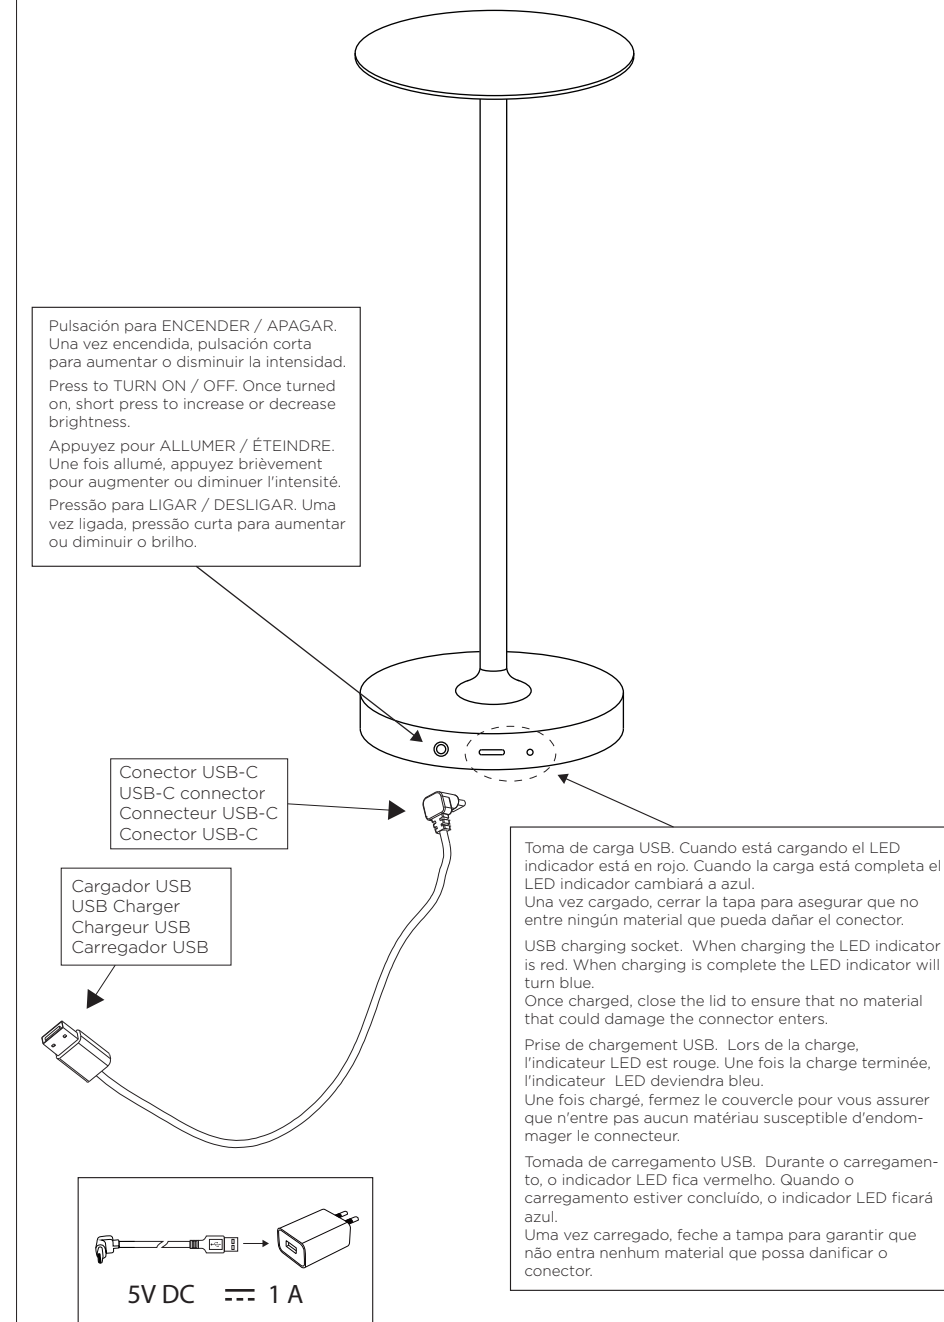 Pulsación para ENCENDER / APAGAR.
Una vez encendida, pulsación corta
para aumentar o disminuir la intensidad.
Press to TURN ON / OFF. Once turned
on, short press to increase or decrease
brightness.
Appuyez pour ALLUMER / ÉTEINDRE.
Une fois allumé, appuyez brièvement
pour augmenter ou diminuer l'intensité.
Pressão para LIGAR / DESLIGAR. Uma
vez ligada, pressão curta para aumentar
ou diminuir o brilho.
Conector USB-C
USB-C connector
Connecteur USB-C
Conector USB-C
Cargador USB
USB Charger
Chargeur USB
Carregador USB
Toma de carga USB. Cuando está cargando el LED
indicador está en rojo. Cuando la carga está completa el
LED indicador cambiará a azul.
Una vez cargado, cerrar la tapa para asegurar que no
entre ningún material que pueda dañar el conector.
USB charging socket. When charging the LED indicator
is red. When charging is complete the LED indicator will
turn blue.
Once charged, close the lid to ensure that no material
that could damage the connector enters.
Prise de chargement USB. Lors de la charge,
l'indicateur LED est rouge. Une fois la charge terminée,
l'indicateur LED deviendra bleu.
Une fois chargé, fermez le couvercle pour vous assurer
que n'entre pas aucun matériau susceptible d'endom-
mager le connecteur.
Tomada de carregamento USB. Durante o carregamen-
to, o indicador LED fica vermelho. Quando o
carregamento estiver concluído, o indicador LED ficará
azul.
Uma vez carregado, feche a tampa para garantir que
não entra nenhum material que possa danificar o
conector.
5V DC ⎓ 1 A